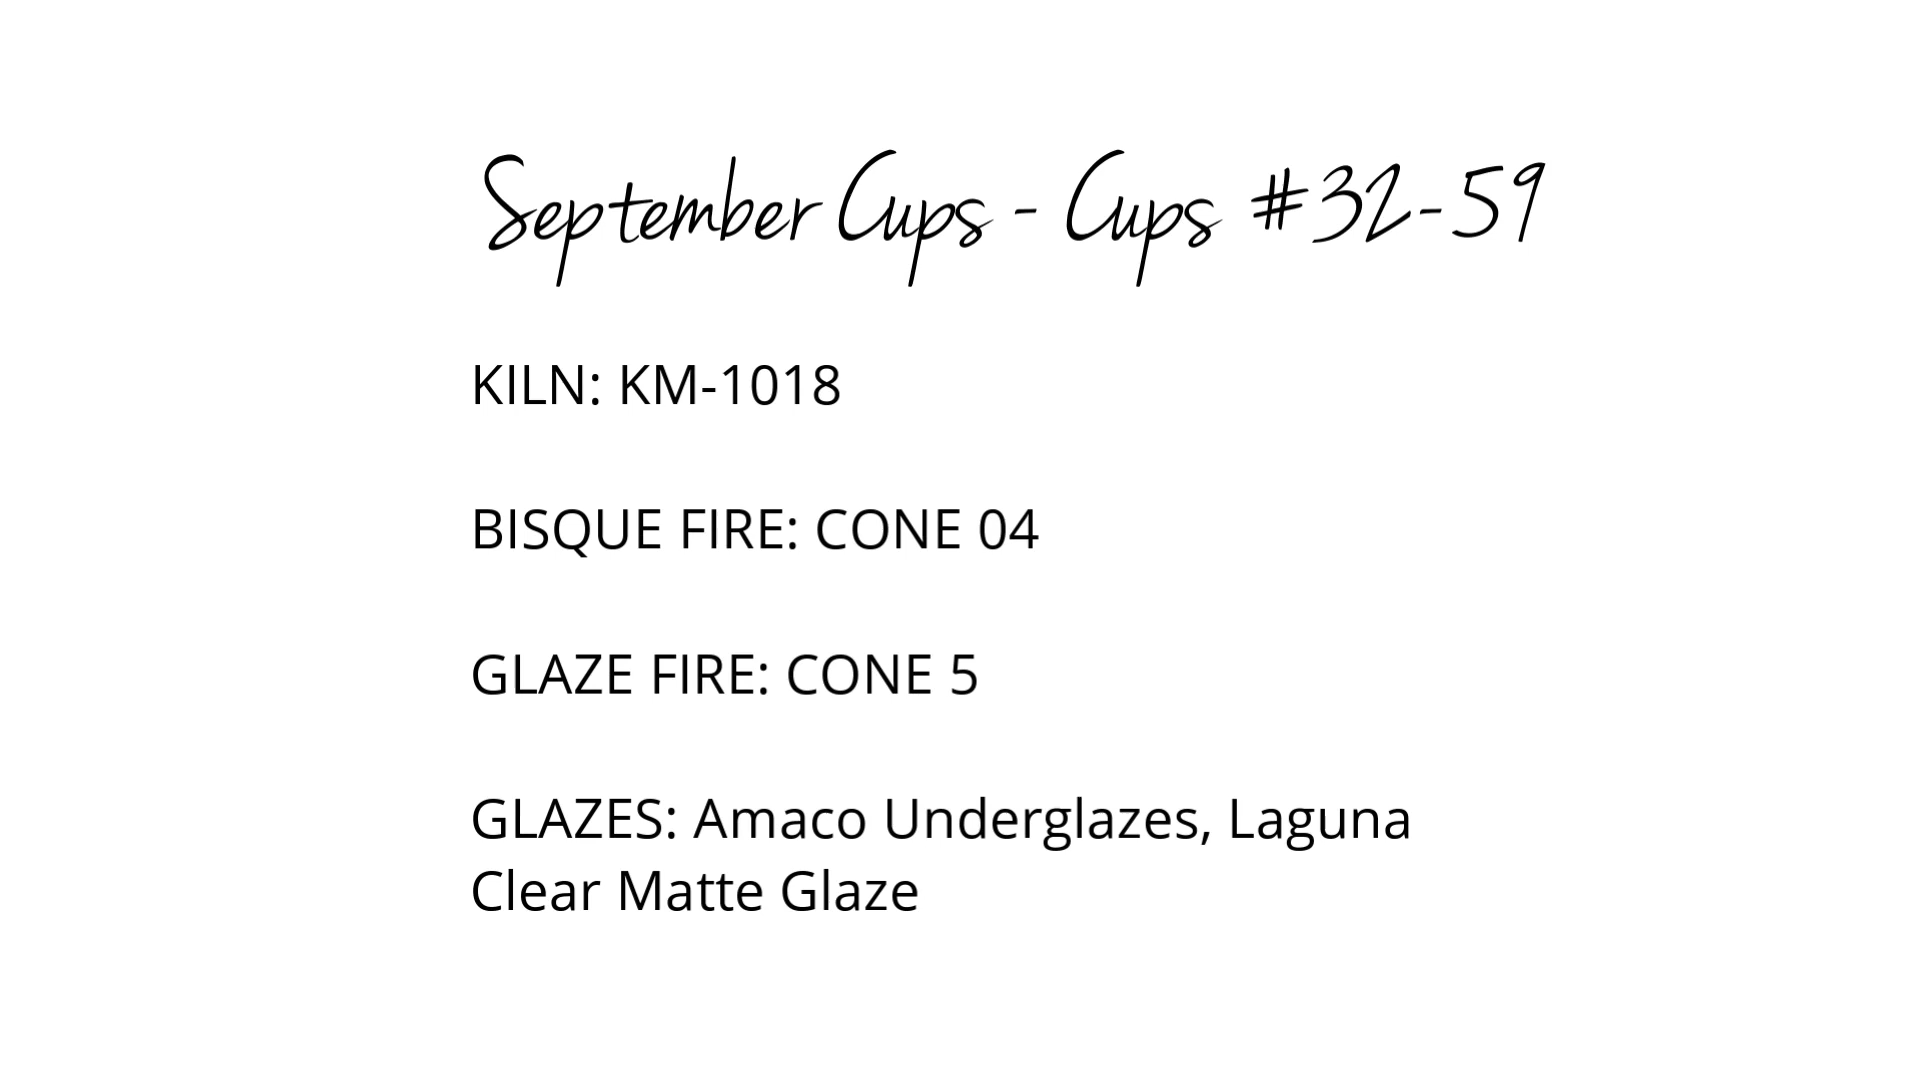 September Cups - Cups #32-59
KILN: KM-1018
BISQUE FIRE: CONE 04
GLAZE FIRE: CONE 5
GLAZES: Amaco Underglazes, Laguna
Clear Matte Glaze